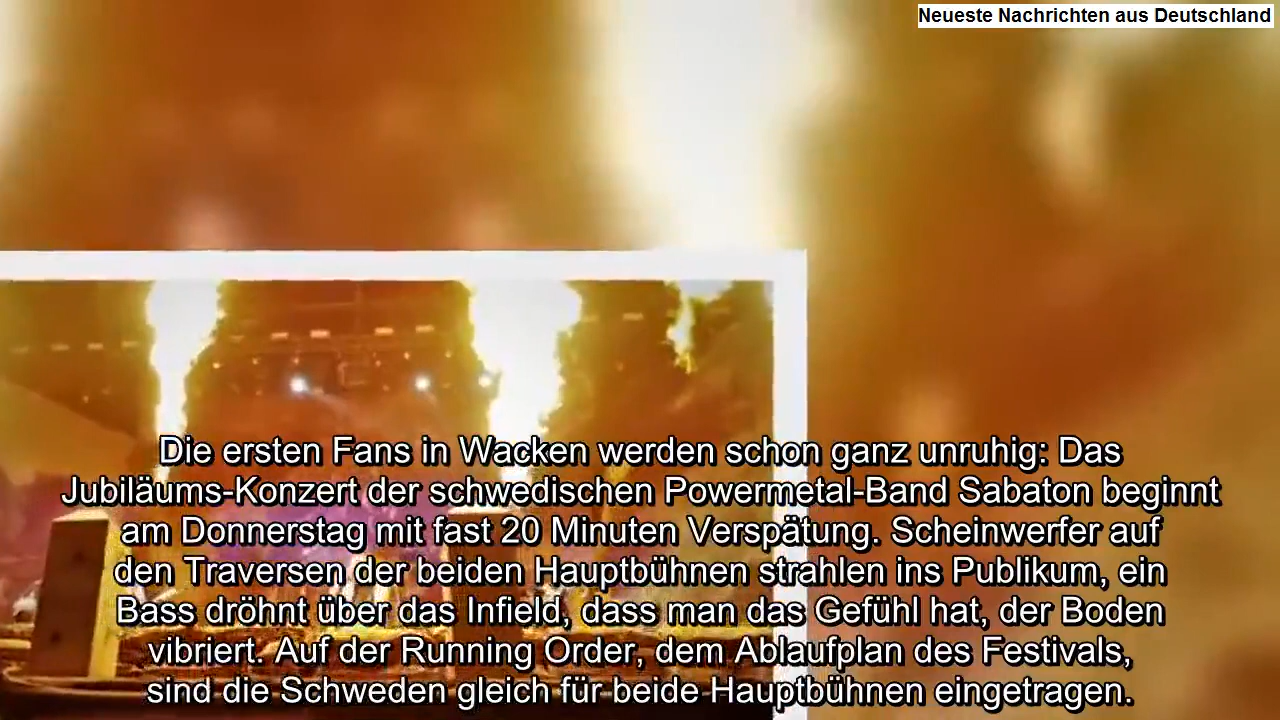 Neueste Nachrichten aus Deutschland
Die ersten Fans in Wacken werden schon ganz unruhig: Das
Jubiläums-Konzert der schwedischen Powermetal-Band Sabaton beginnt
am Donnerstag mit fast 20 Minuten Verspätung. Scheinwerfer auf
den Traversen der beiden Hauptbühnen strahlen ins Publikum, ein
Bass dröhnt über das Infield, dass man das Gefühl hat, der Boden
vibriert. Auf der Running Order, dem Ablaufplan des Festivals,
sind die Schweden gleich für beide Hauptbühnen eingetragen.